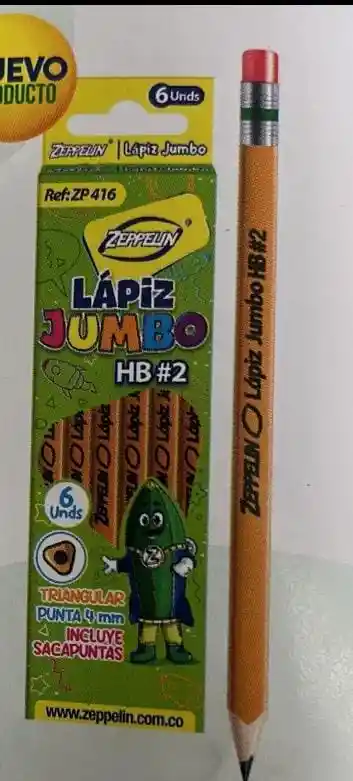 UEVO
ODUCTO
6 Unds
ZEPPELIN | Lápiz Jumbo
Ref: ZP 416
ZEPPELIN
LÁPIZ
JUMBO
HB #2
6
Unds
TRIANGULAR
PUNTA 4 mm
INCLUYE
SACAPUNTAS
www.zeppelin.com.co
ZEPPELIN Lápiz Jumbo HB #2